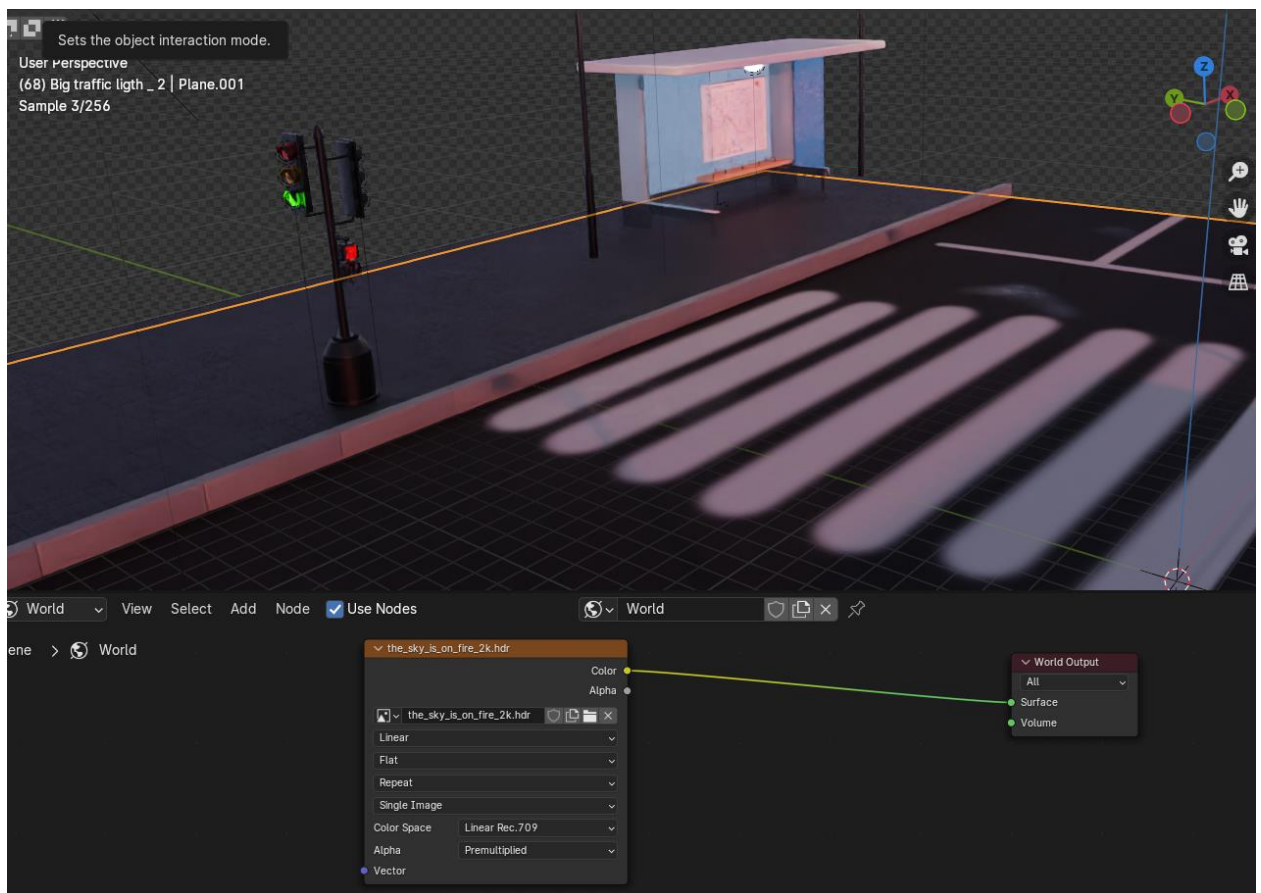 Sets the object interaction mode.
User Perspective
(68) Big traffic ligth _ 2 | Plane.001
Sample 3/256
Z
Y
X
World View Select Add Node Use Nodes World
ene > World
the_sky_is_on_fire_2k.hdr
Color
Alpha
the_sky_is_on_fire_2k.hdr
Linear
Flat
Repeat
Single Image
Color Space Linear Rec.709
Alpha Premultiplied
Vector
World Output
All
Surface
Volume